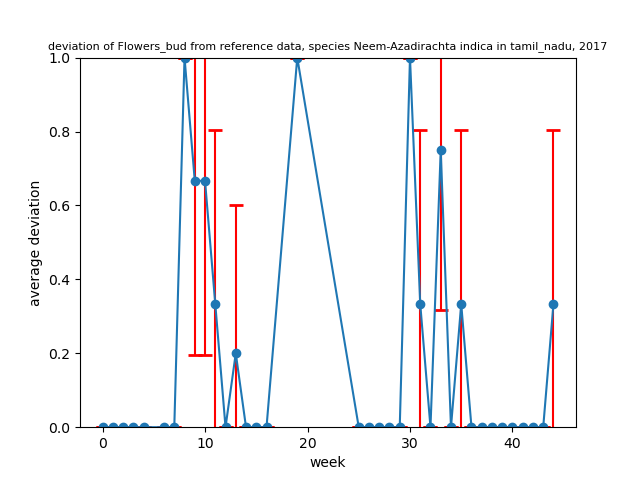 deviation of Flowers_bud from reference data, species Neem-Azadirachta indica in tamil_nadu, 2017
1.0
0.8
0.6
0.4
0.2
0.0
average deviation
0 10 20 30 40
week